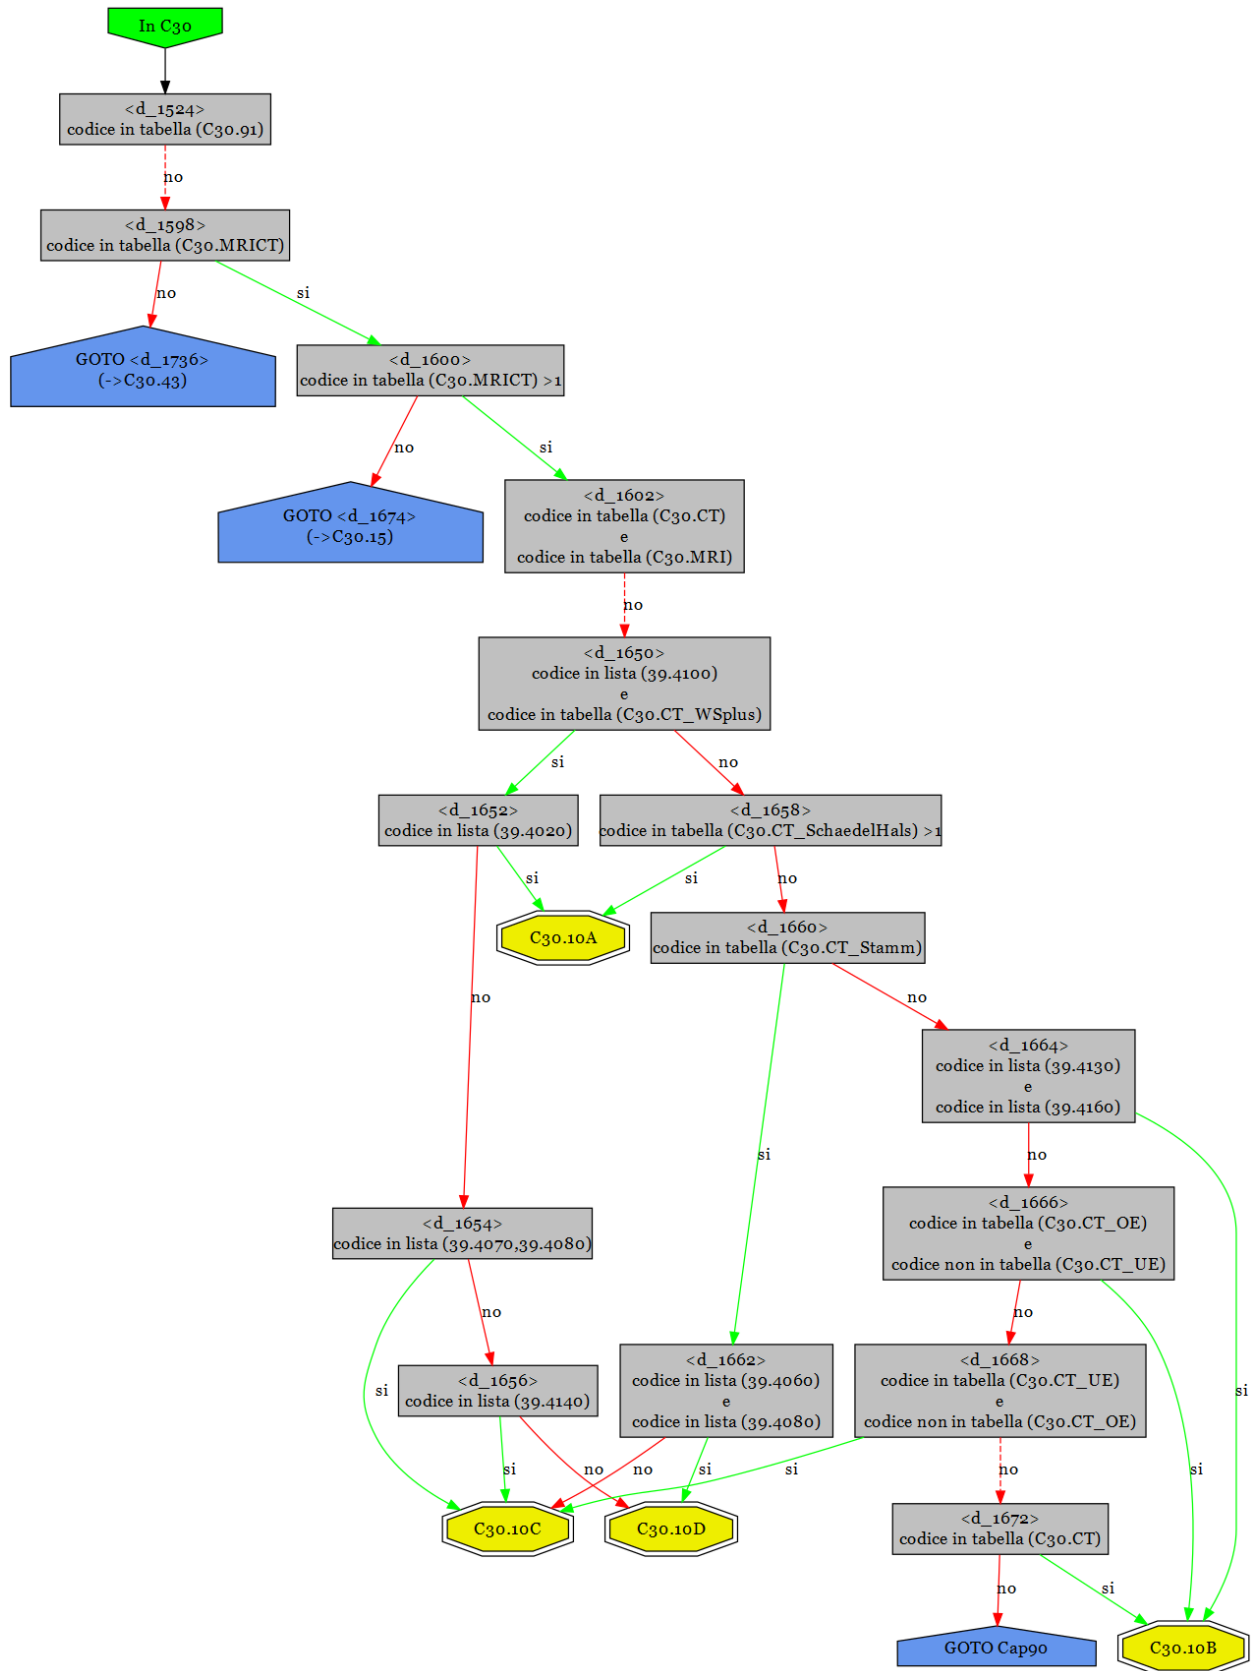 In C30
<d_1524>
codice in tabella (C30.91)
no
<d_1598>
codice in tabella (C30.MRICT)
no
si
GOTO <d_1736>
(->C30.43)
<d_1600>
codice in tabella (C30.MRICT) >1
no
si
GOTO <d_1674>
(->C30.15)
<d_1602>
codice in tabella (C30.CT)
e
codice in tabella (C30.MRI)
no
<d_1650>
codice in lista (39.4100)
e
codice in tabella (C30.CT_WSplus)
si
no
<d_1652>
codice in lista (39.4020)
<d_1658>
codice in tabella (C30.CT_SchaedelHals) >1
si
si
no
C30.10A
<d_1660>
codice in tabella (C30.CT_Stamm)
no
no
<d_1664>
codice in lista (39.4130)
e
codice in lista (39.4160)
si
no
<d_1666>
codice in tabella (C30.CT_OE)
e
codice non in tabella (C30.CT_UE)
<d_1654>
codice in lista (39.4070,39.4080)
no
no
<d_1662>
codice in lista (39.4060)
e
codice in lista (39.4080)
<d_1668>
codice in tabella (C30.CT_UE)
e
codice non in tabella (C30.CT_OE)
<d_1656>
codice in lista (39.4140)
si
si
si
no
no
si
si
no
si
C30.10C
C30.10D
<d_1672>
codice in tabella (C30.CT)
no
si
GOTO Cap90
C30.10B